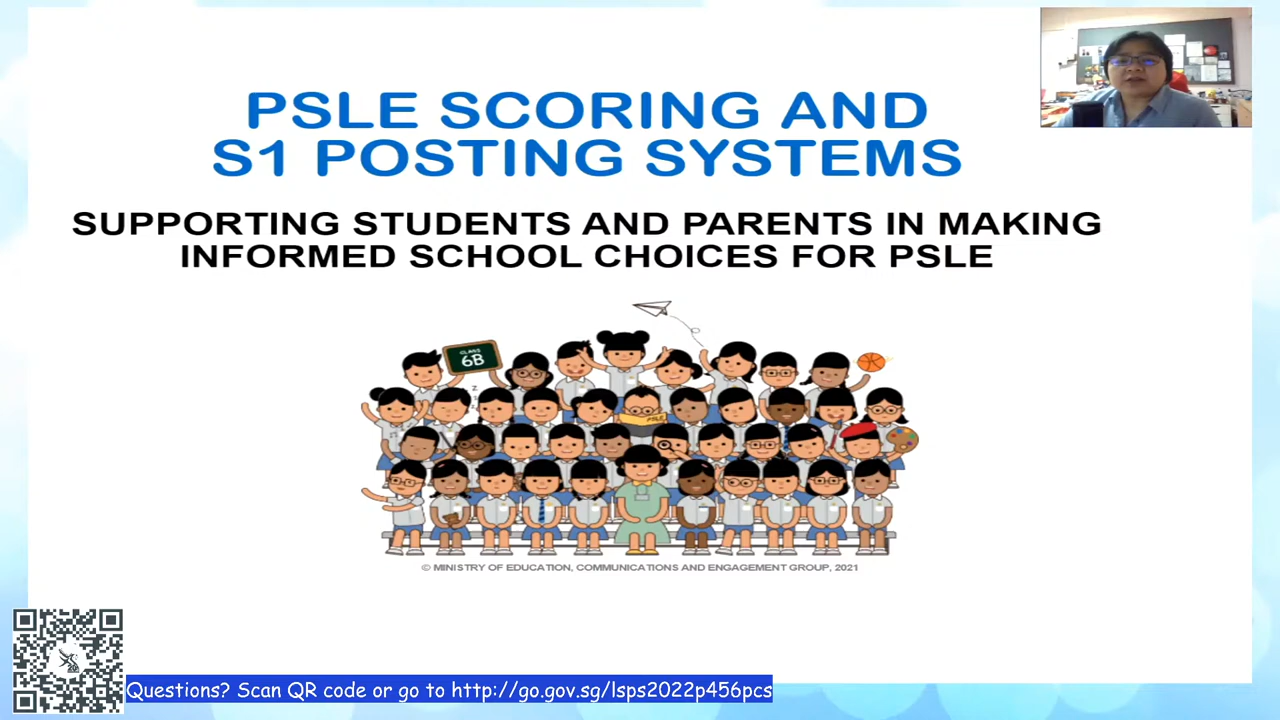 PSLE SCORING AND
S1 POSTING SYSTEMS
SUPPORTING STUDENTS AND PARENTS IN MAKING
INFORMED SCHOOL CHOICES FOR PSLE
CLASS
6B
PSLE
© MINISTRY OF EDUCATION, COMMUNICATIONS AND ENGAGEMENT GROUP, 2021
Questions? Scan QR code or go to http://go.gov.sg/lsps2022p456pcs